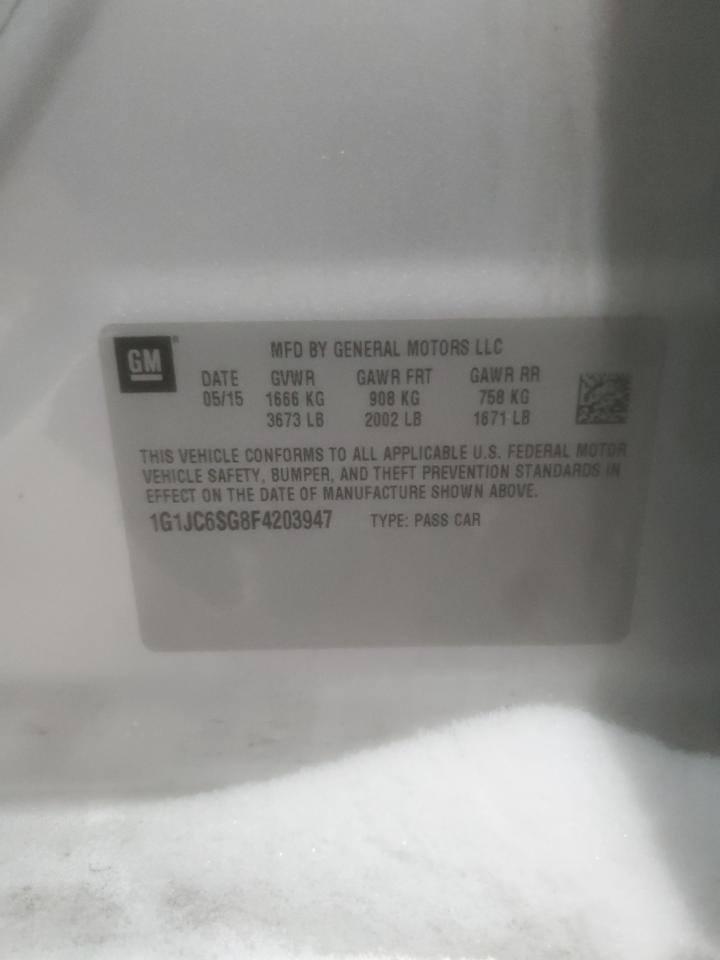 GM®
MFD BY GENERAL MOTORS LLC
DATE GVWR GAWR FRT GAWR RR
05/15 1666 KG 908 KG 758 KG
3673 LB 2002 LB 1671 LB
THIS VEHICLE CONFORMS TO ALL APPLICABLE U.S. FEDERAL MOTOR
VEHICLE SAFETY, BUMPER, AND THEFT PREVENTION STANDARDS IN
EFFECT ON THE DATE OF MANUFACTURE SHOWN ABOVE.
1G1JC6SG8F4203947 TYPE: PASS CAR